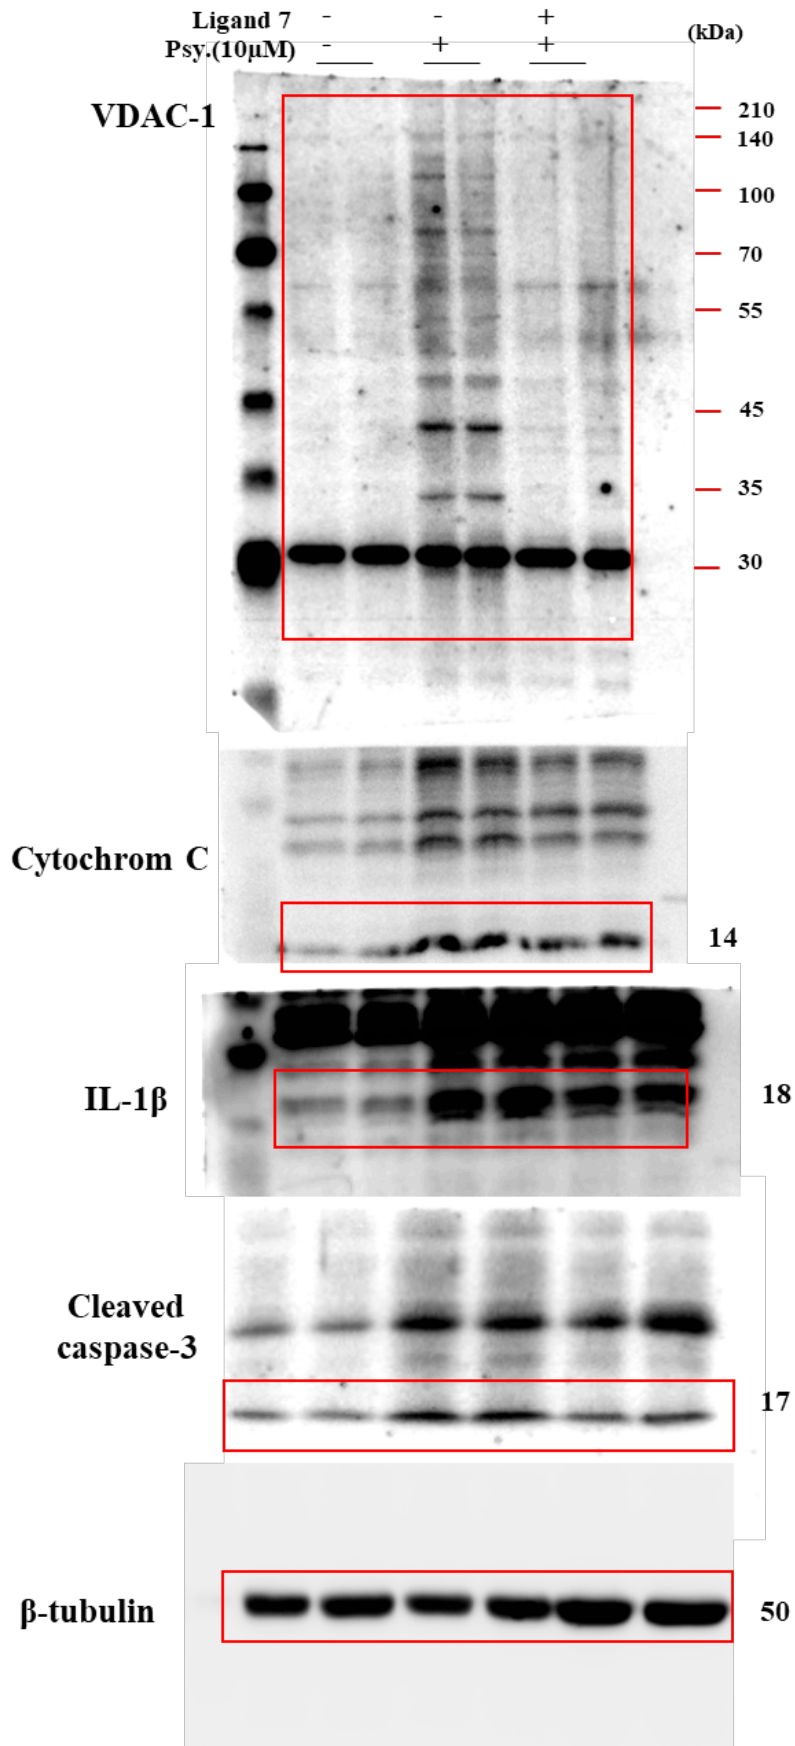 Ligand 7 - - +
Psy.(10μM) - + +
(kDa)
VDAC-1
210
140
100
70
55
45
35
30
Cytochrom C
14
IL-1β
18
Cleaved
caspase-3
17
β-tubulin
50